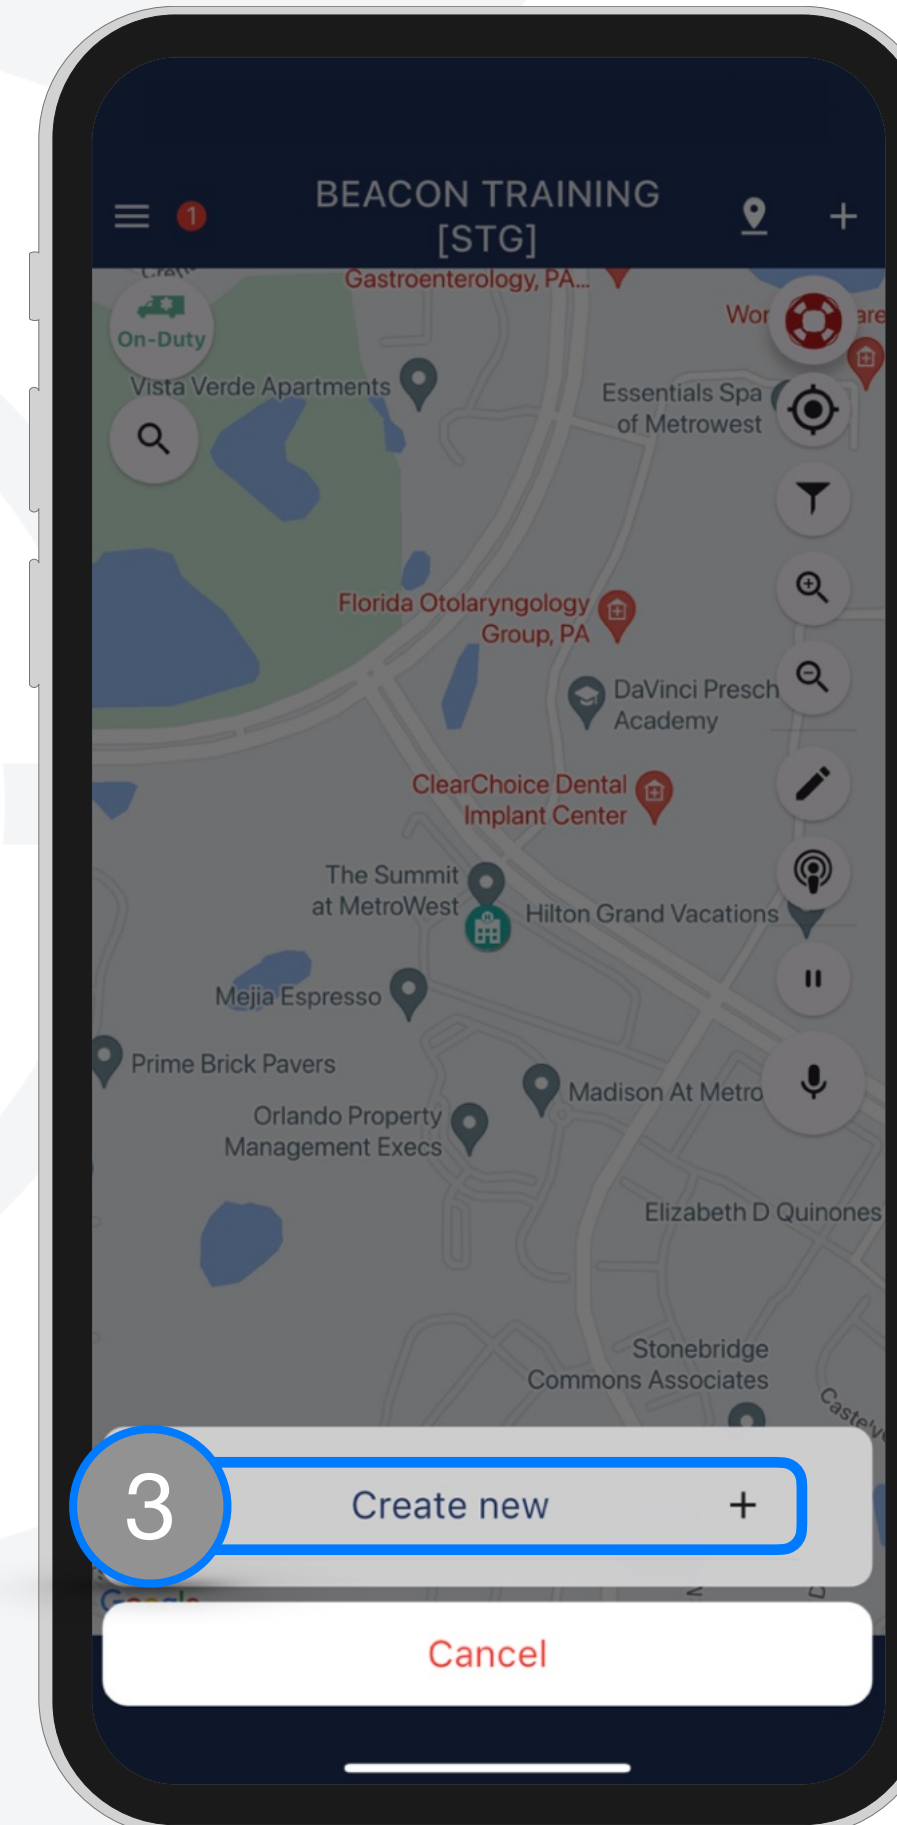 BEACON TRAINING
[STG]
1
Gastroenterology, PA...
On-Duty
Vista Verde Apartments
Essentials Spa
of Metrowest
Florida Otolaryngology
Group, PA
DaVinci Presch
Academy
ClearChoice Dental
Implant Center
The Summit
at MetroWest
Hilton Grand Vacations
Mejia Espresso
Prime Brick Pavers
Madison At Metro
Orlando Property
Management Execs
Elizabeth D Quinones
Stonebridge
Commons Associates
3
Create new
+
Google
Cancel